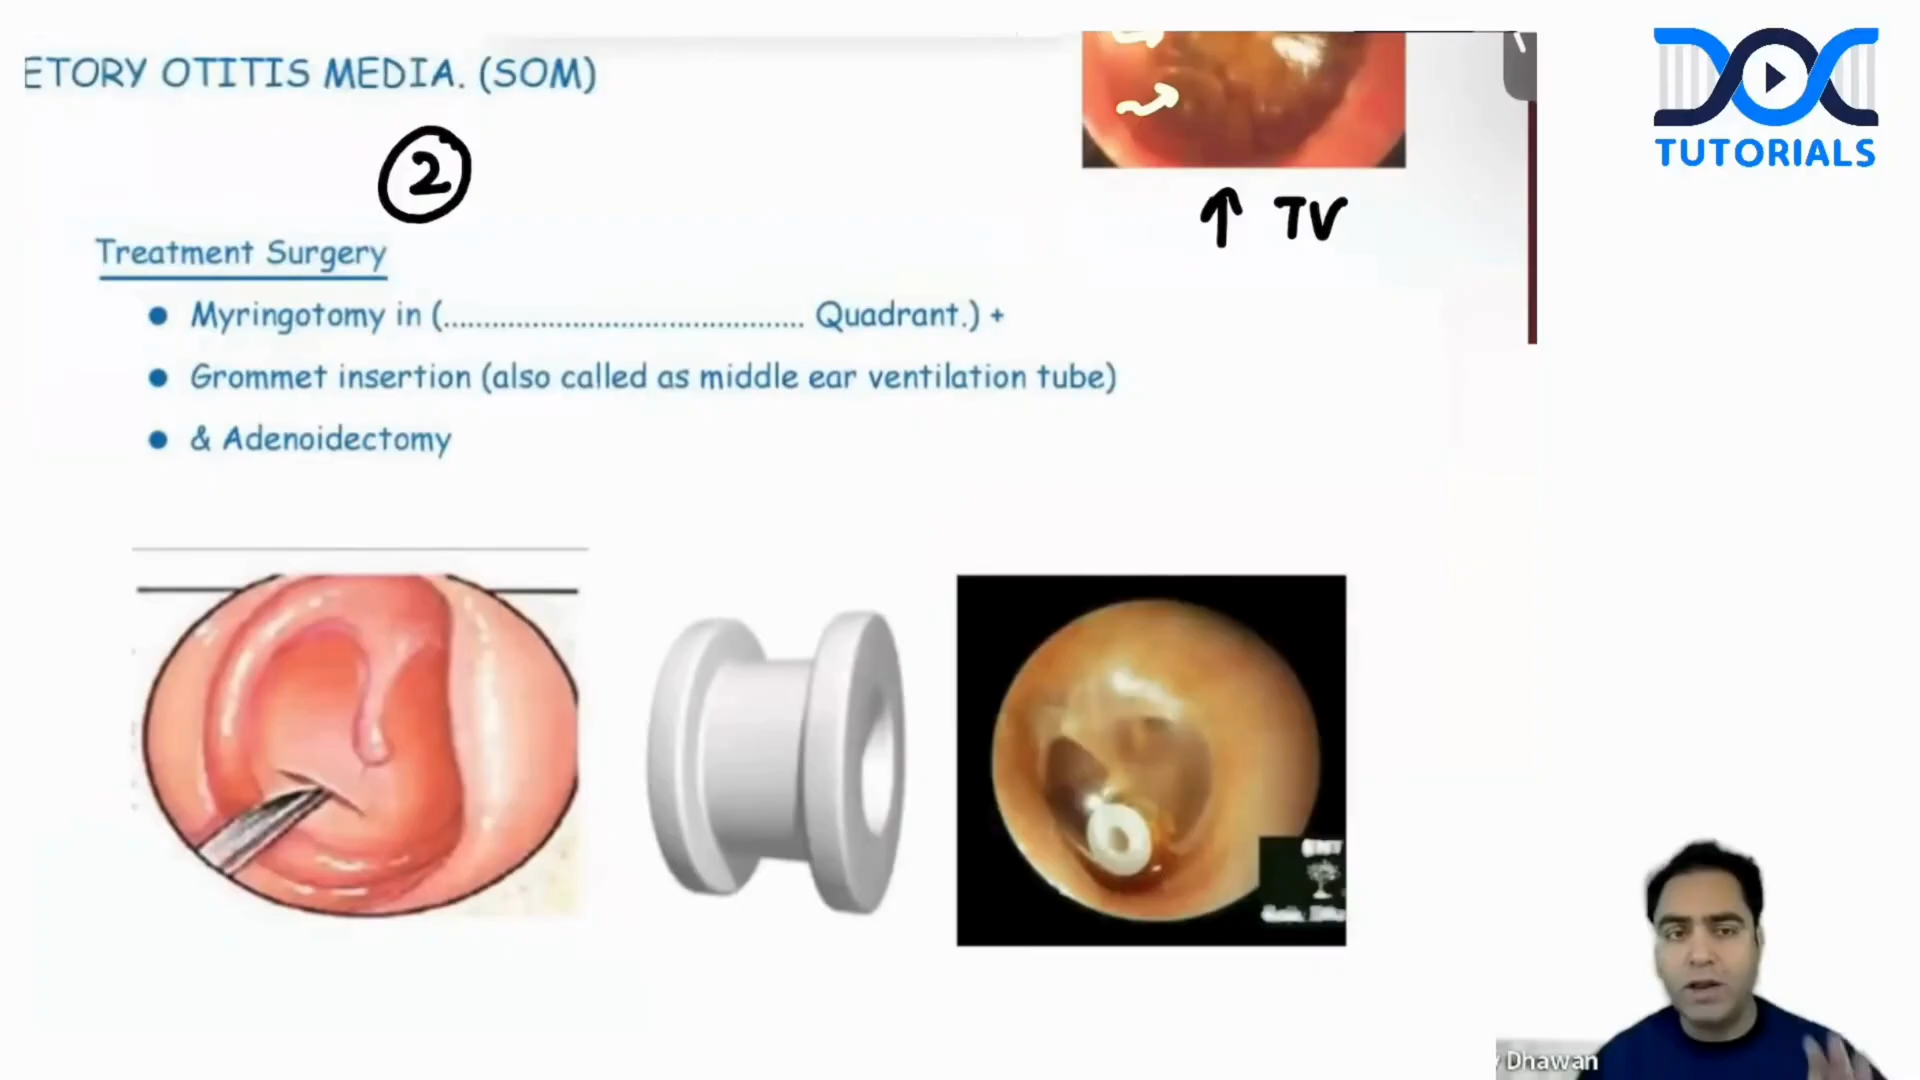 ETORY OTITIS MEDIA. (SOM)
TUTORIALS
2
↑ TV
Treatment Surgery
● Myringotomy in (............................................. Quadrant.) +
● Grommet insertion (also called as middle ear ventilation tube)
● & Adenoidectomy
Dhawan